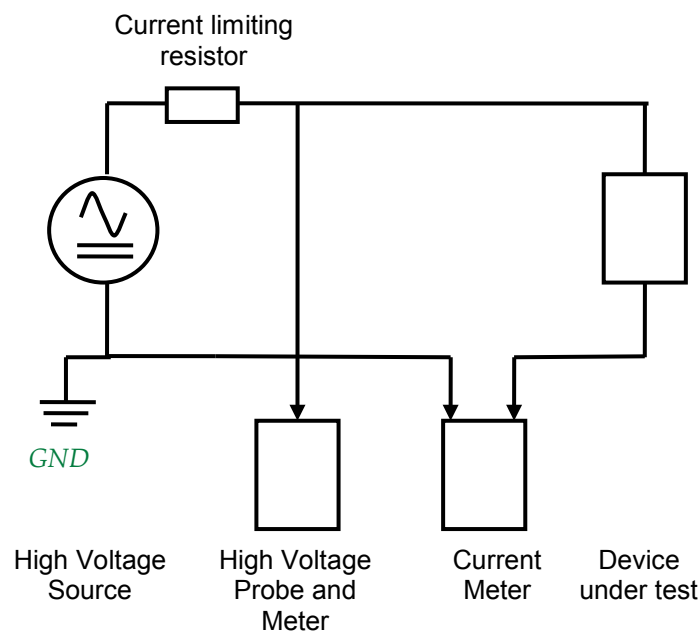 Current limiting
resistor
GND
High Voltage
Source
High Voltage
Probe and
Meter
Current
Meter
Device
under test